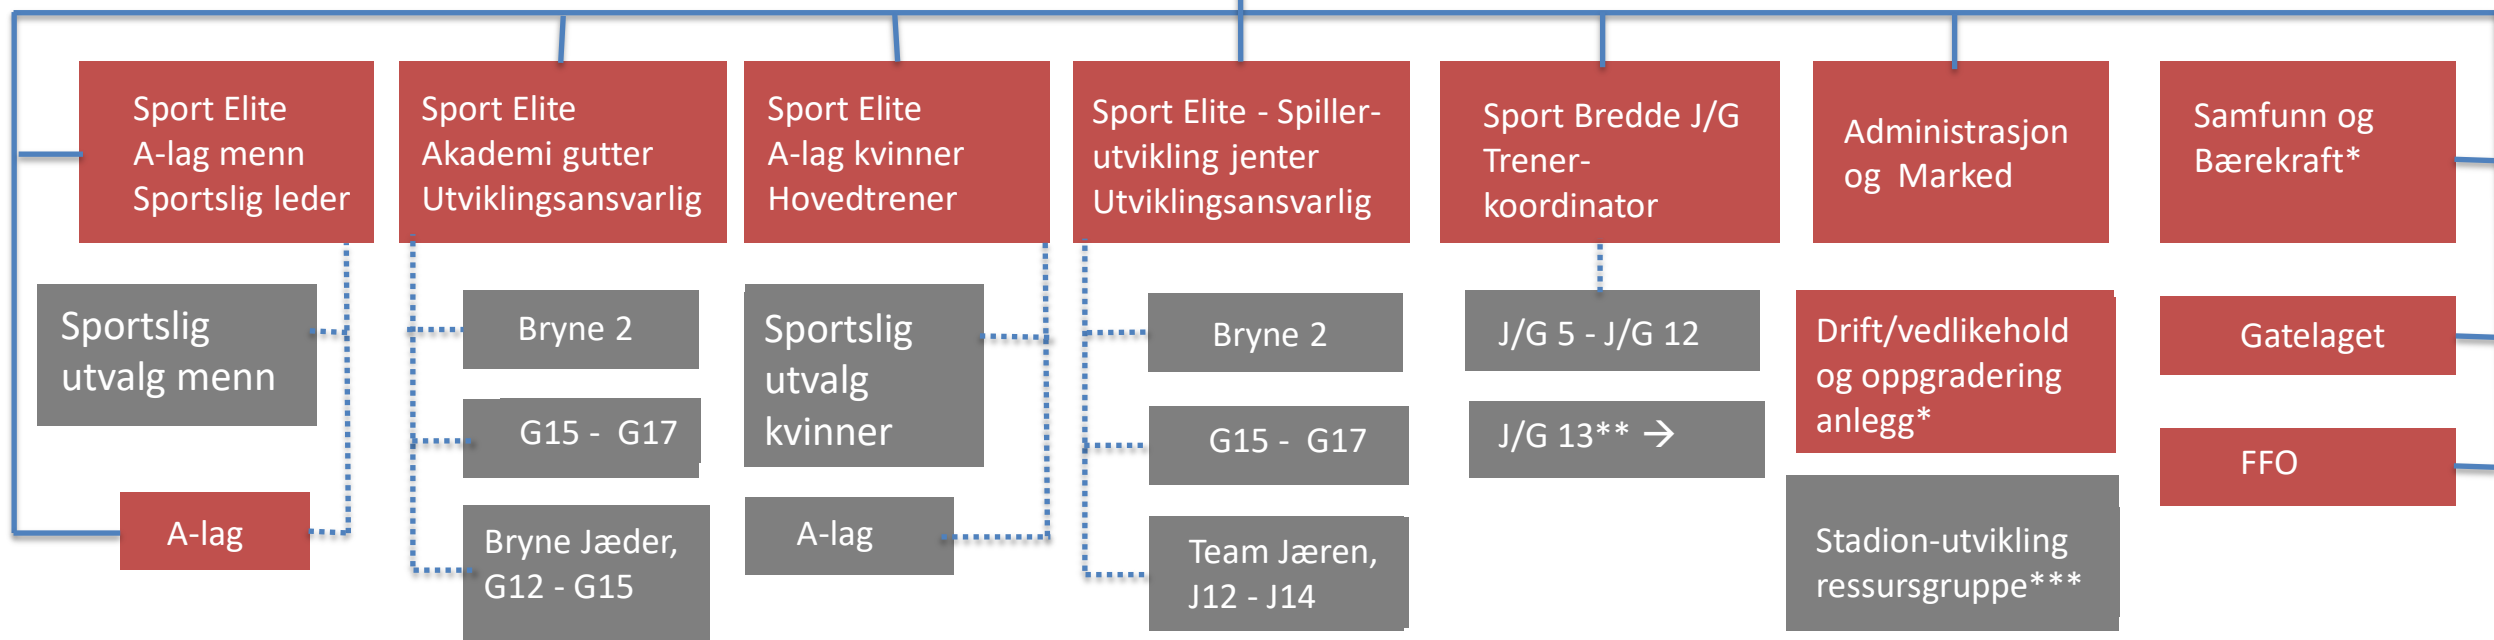 Sport Elite
A-lag menn
Sportslig leder
Sport Elite
Akademi gutter
Utviklingsansvarlig
Sport Elite
A-lag kvinner
Hovedtrener
Sport Elite - Spiller-
utvikling jenter
Utviklingsansvarlig
Sport Bredde J/G
Trener-
koordinator
Administrasjon
og Marked
Samfunn og
Bærekraft*
Sportslig
utvalg menn
A-lag
Bryne 2
G15 - G17
Bryne Jæder,
G12 - G15
Sportslig
utvalg
kvinner
A-lag
Bryne 2
G15 - G17
Team Jæren,
J12 - J14
J/G 5 - J/G 12
J/G 13** →
Drift/vedlikehold
og oppgradering
anlegg*
Stadion-utvikling
ressursgruppe***
Gatelaget
FFO